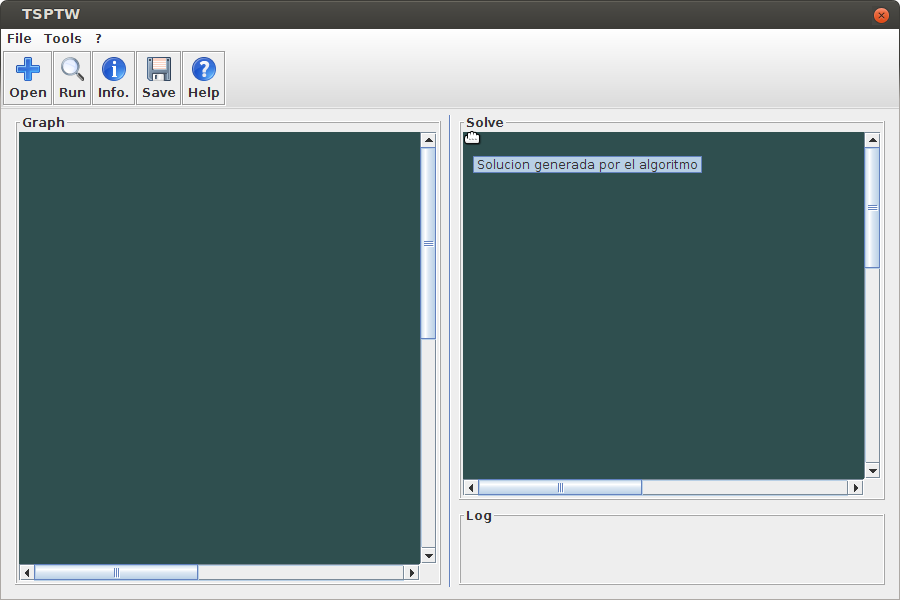 TSPTW
File Tools ?
Open Run Info. Save Help
Graph
Solve
Solucion generada por el algoritmo
Log